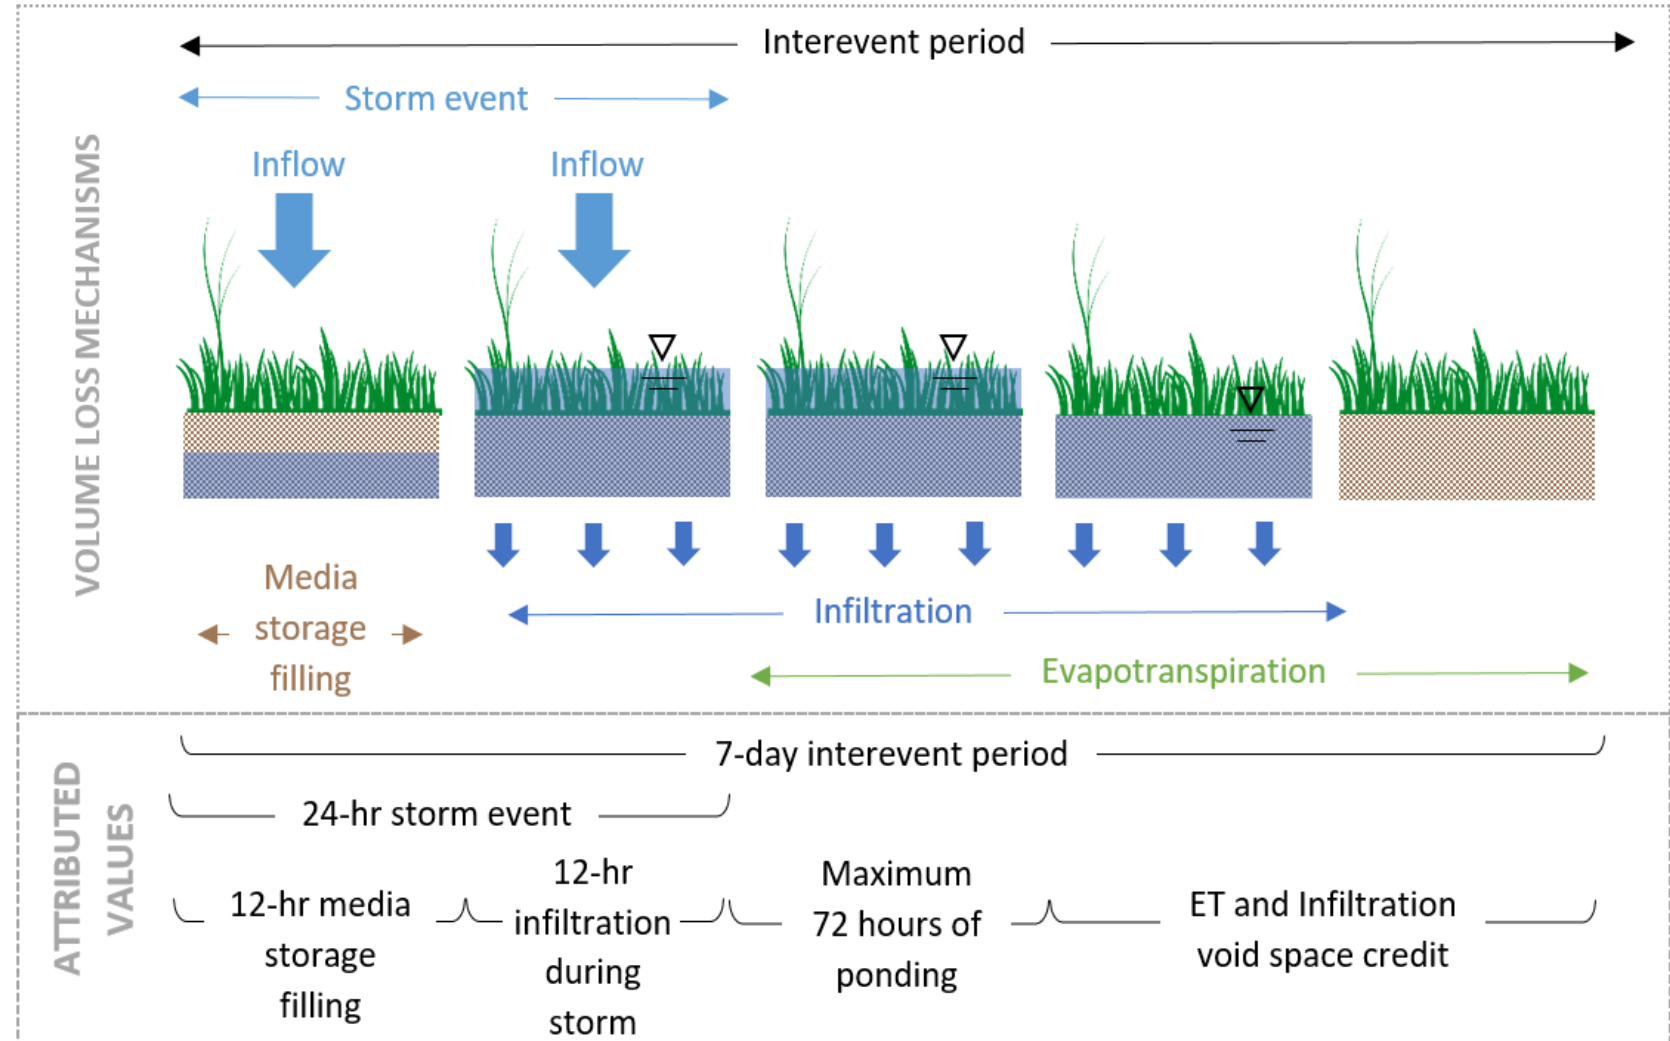 Interevent period
Storm event
Inflow
Inflow
VOLUME LOSS MECHANISMS
Media
storage
filling
Infiltration
Evapotranspiration
ATTRIBUTED
VALUES
7-day interevent period
24-hr storm event
12-hr media
storage
filling
12-hr
infiltration
during
storm
Maximum
72 hours of
ponding
ET and Infiltration
void space credit